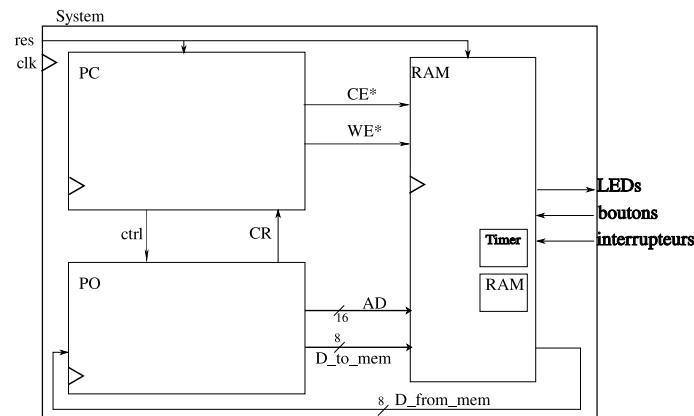 System
res
clk
PC
RAM
CE*
WE*
LEDs
boutons
interrupteurs
Timer
RAM
ctrl
CR
PO
AD
16
8
D_to_mem
8 D_from_mem